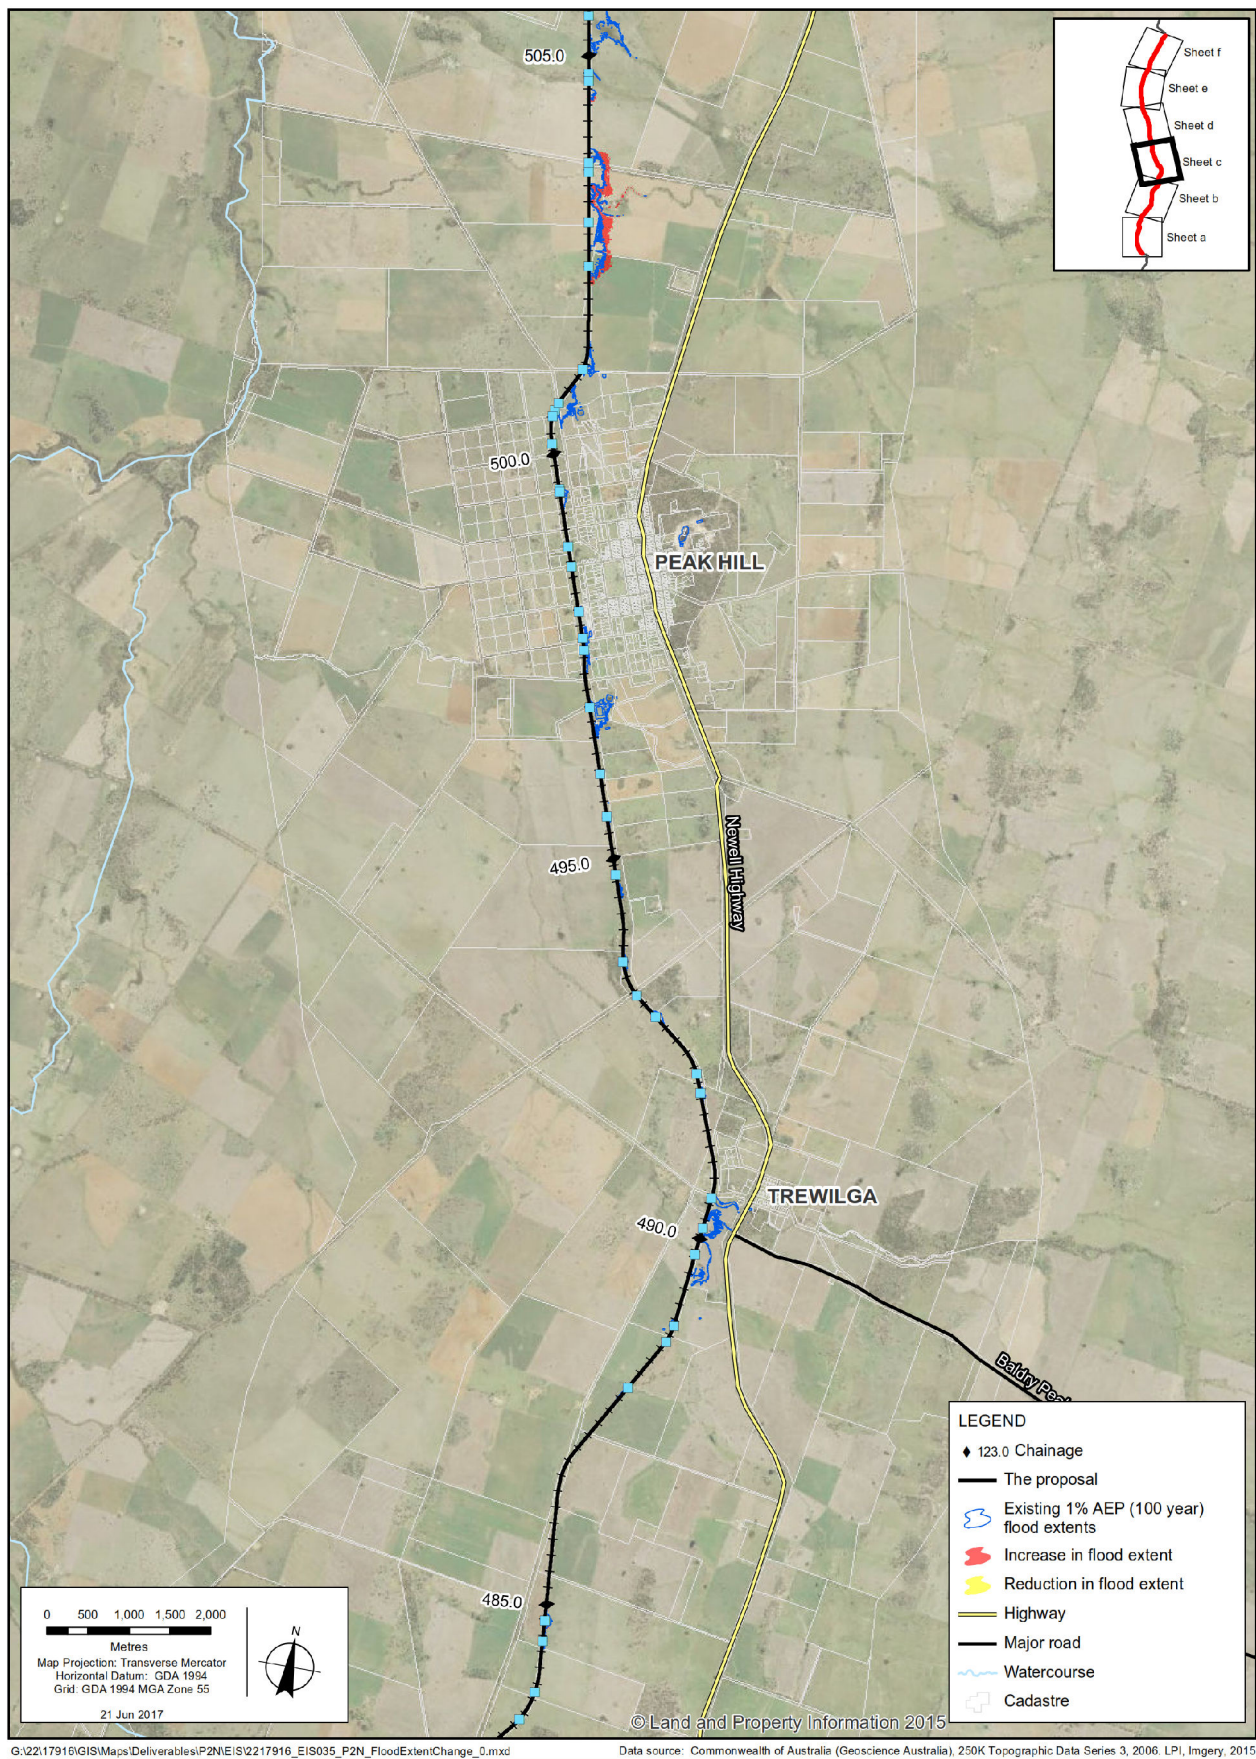 505.0
Sheet f
Sheet e
Sheet d
Sheet c
Sheet b
Sheet a
500.0
PEAK HILL
495.0
Newell Highway
TREWILGA
490.0
Baldry Peak
485.0
LEGEND
123.0 Chainage
The proposal
Existing 1% AEP (100 year)
flood extents
Increase in flood extent
Reduction in flood extent
Highway
Major road
Watercourse
Cadastre
0 500 1,000 1,500 2,000
Metres
Map Projection: Transverse Mercator
Horizontal Datum: GDA 1994
Grid: GDA 1994 MGA Zone 55
21 Jun 2017
N
© Land and Property Information 2015
G:\22\17916\GIS\Maps\Deliverables\P2N\EIS\2217916_EIS035_P2N_FloodExtentChange_0.mxd
Data source: Commonwealth of Australia (Geoscience Australia), 250K Topographic Data Series 3, 2006. LPI, Imgery, 2015